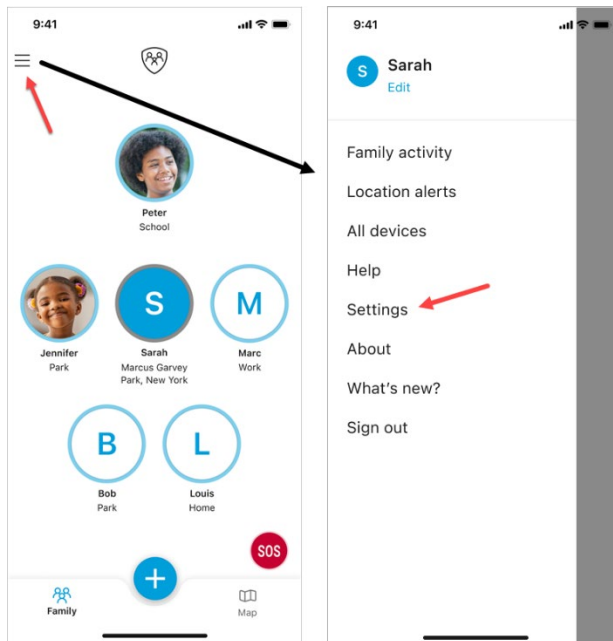 9:41
Peter
School
Jennifer
Park
S
Sarah
Marcus Garvey
Park, New York
M
Marc
Work
B
Bob
Park
L
Louis
Home
SOS
+
Family
Map
9:41
S
Sarah
Edit
Family activity
Location alerts
All devices
Help
Settings
About
What's new?
Sign out